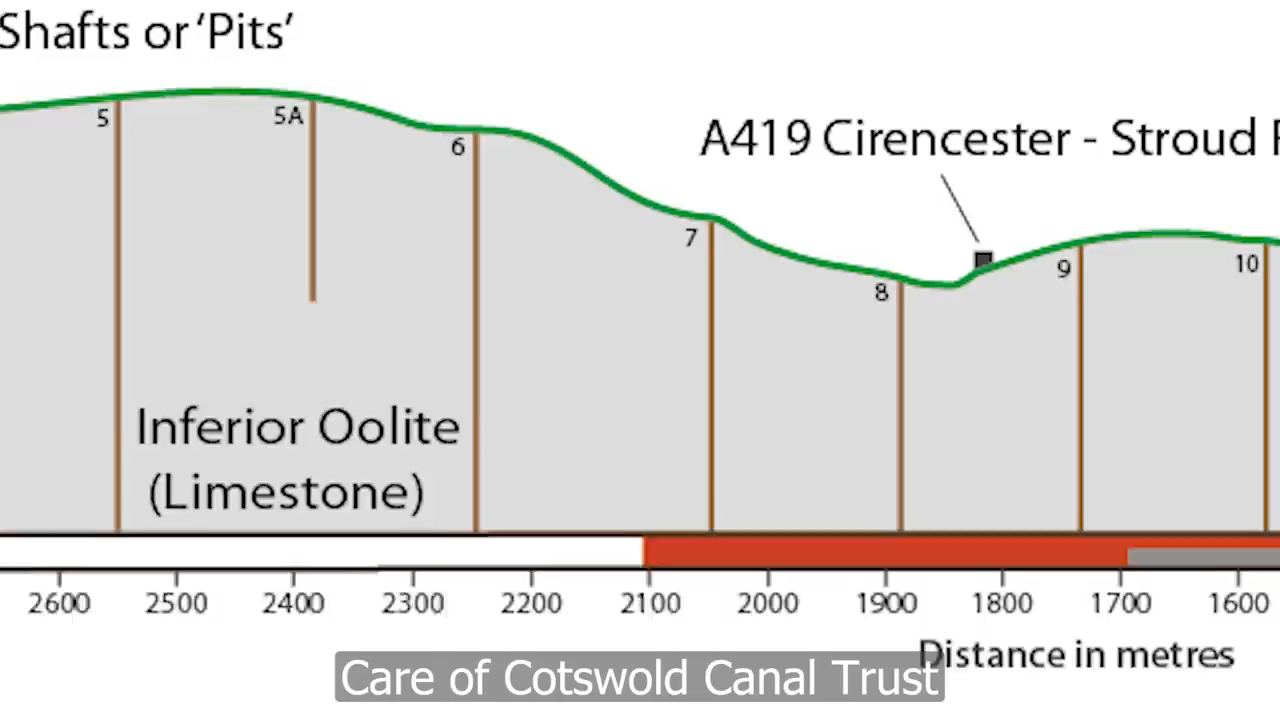 Shafts or ‘Pits’
A419 Cirencester - Stroud
5
5A
6
7
8
9
10
Inferior Oolite
(Limestone)
2600 2500 2400 2300 2200 2100 2000 1900 1800 1700 1600
Distance in metres
Care of Cotswold Canal Trust